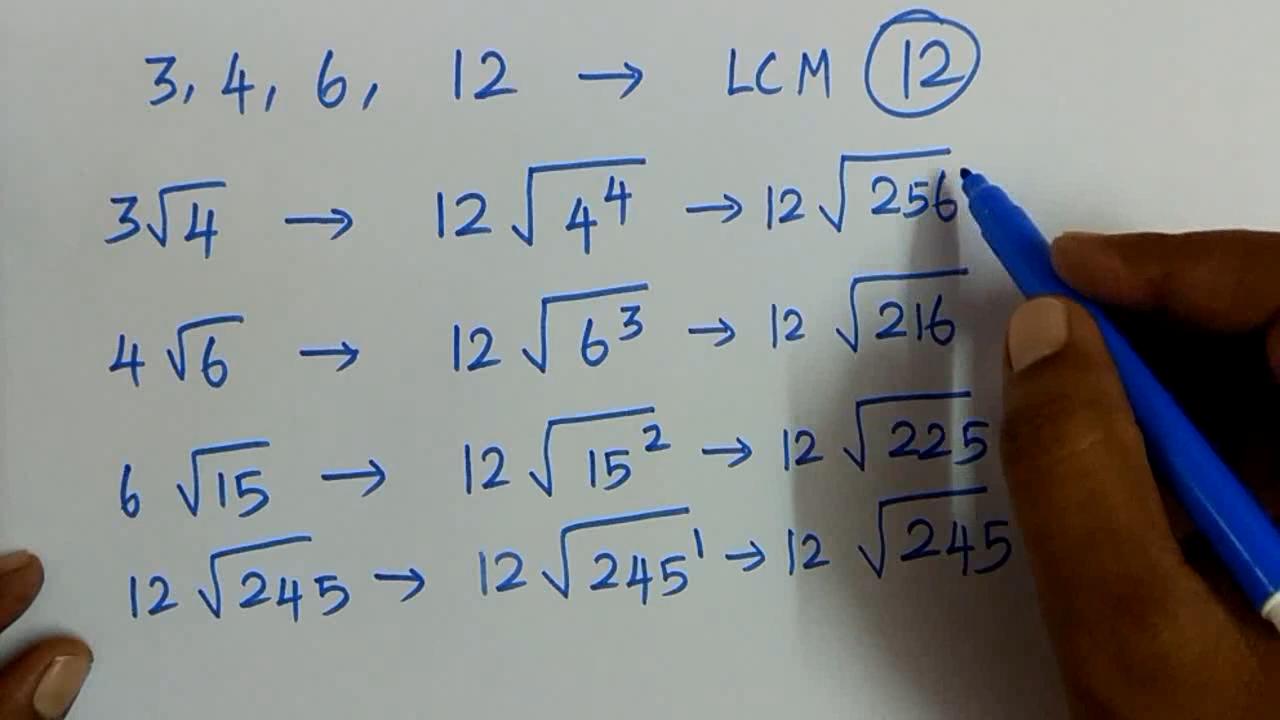 3, 4, 6, 12 → LCM 12
3√4 → 12√4⁴ → 12√256
4√6 → 12√6³ → 12√216
6√15 → 12√15² → 12√225
12√245 → 12√245¹ → 12√245